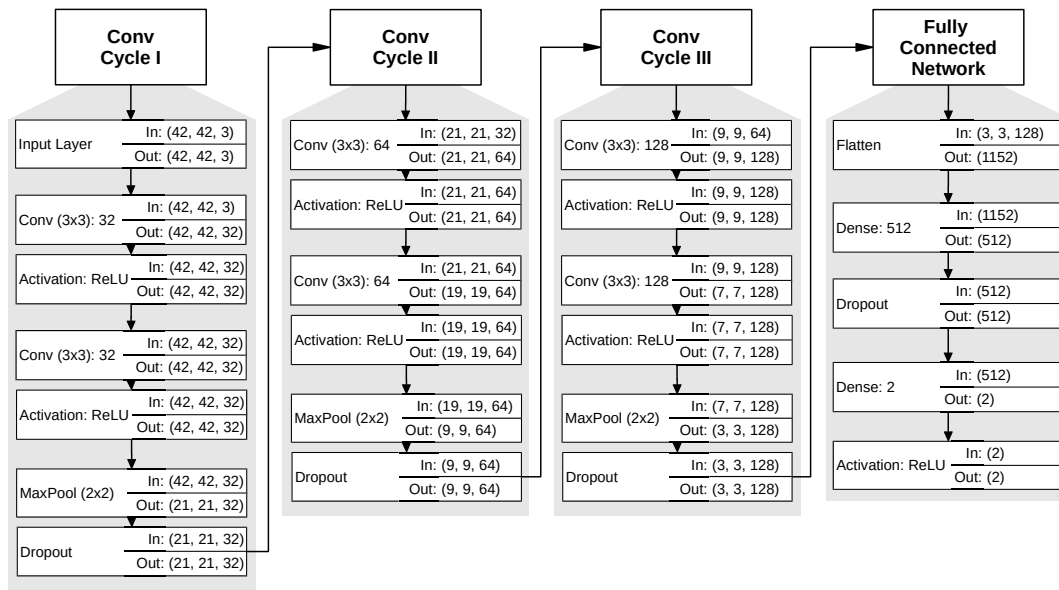 Conv
Cycle I
Input Layer
In: (42, 42, 3)
Out: (42, 42, 3)
Conv (3x3): 32
In: (42, 42, 3)
Out: (42, 42, 32)
Activation: ReLU
In: (42, 42, 32)
Out: (42, 42, 32)
Conv (3x3): 32
In: (42, 42, 32)
Out: (42, 42, 32)
Activation: ReLU
In: (42, 42, 32)
Out: (42, 42, 32)
MaxPool (2x2)
In: (42, 42, 32)
Out: (21, 21, 32)
Dropout
In: (21, 21, 32)
Out: (21, 21, 32)
Conv
Cycle II
Conv (3x3): 64
In: (21, 21, 32)
Out: (21, 21, 64)
Activation: ReLU
In: (21, 21, 64)
Out: (21, 21, 64)
Conv (3x3): 64
In: (21, 21, 64)
Out: (19, 19, 64)
Activation: ReLU
In: (19, 19, 64)
Out: (19, 19, 64)
MaxPool (2x2)
In: (19, 19, 64)
Out: (9, 9, 64)
Dropout
In: (9, 9, 64)
Out: (9, 9, 64)
Conv
Cycle III
Conv (3x3): 128
In: (9, 9, 64)
Out: (9, 9, 128)
Activation: ReLU
In: (9, 9, 128)
Out: (9, 9, 128)
Conv (3x3): 128
In: (9, 9, 128)
Out: (7, 7, 128)
Activation: ReLU
In: (7, 7, 128)
Out: (7, 7, 128)
MaxPool (2x2)
In: (7, 7, 128)
Out: (3, 3, 128)
Dropout
In: (3, 3, 128)
Out: (3, 3, 128)
Fully
Connected
Network
Flatten
In: (3, 3, 128)
Out: (1152)
Dense: 512
In: (1152)
Out: (512)
Dropout
In: (512)
Out: (512)
Dense: 2
In: (512)
Out: (2)
Activation: ReLU
In: (2)
Out: (2)